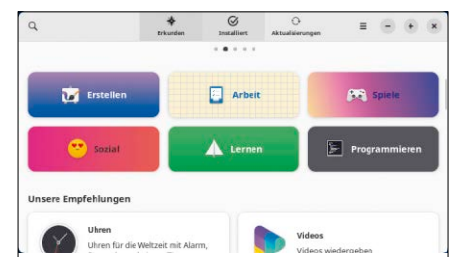 Erkunden Installiert Aktualisierungen
Erstellen Arbeit Spiele
Sozial Lernen Programmieren
Unsere Empfehlungen
Uhren
Uhren für die Weltzeit mit Alarm,
Videos
Videos wiedergeben